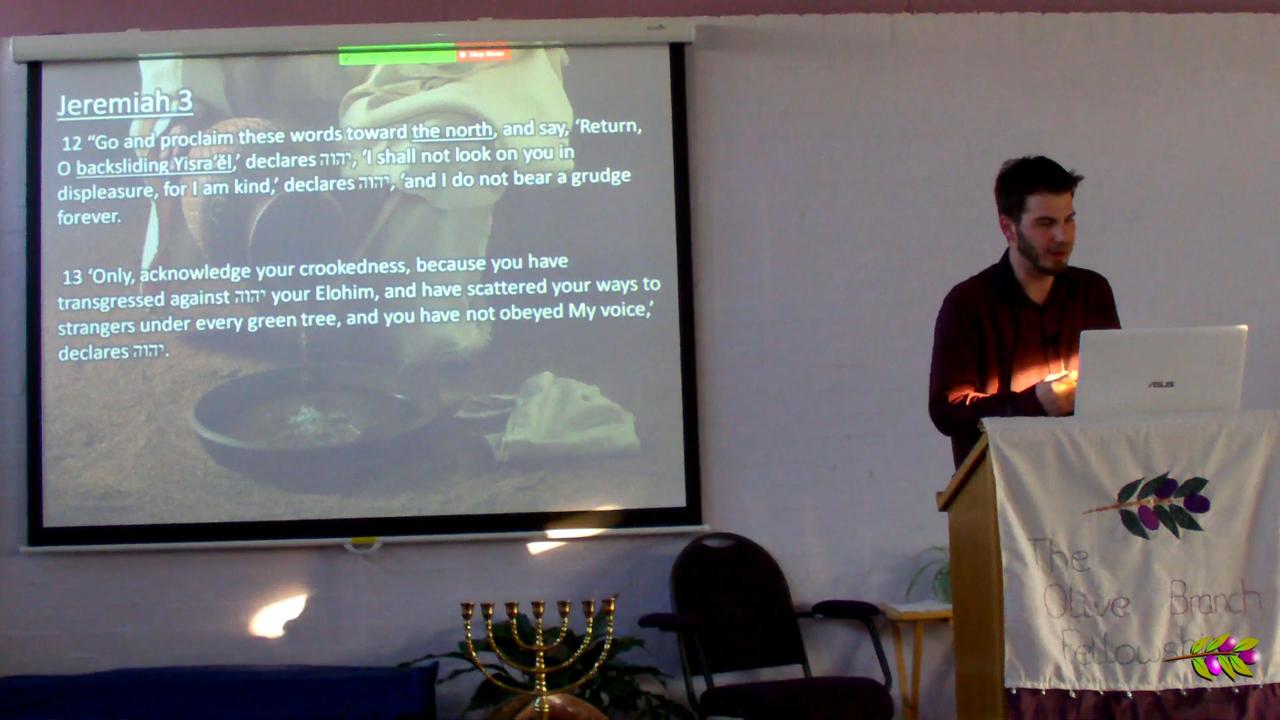 Stop Share
Jeremiah 3
12 “Go and proclaim these words toward the north, and say, ‘Return,
O backsliding Yisra’ĕl,’ declares יהוה, ‘I shall not look on you in
displeasure, for I am kind,’ declares יהוה, ‘and I do not bear a grudge
forever.
13 ‘Only, acknowledge your crookedness, because you have
transgressed against יהוה your Elohim, and have scattered your ways to
strangers under every green tree, and you have not obeyed My voice,’
declares יהוה.
ASUS
The
Olive Branch